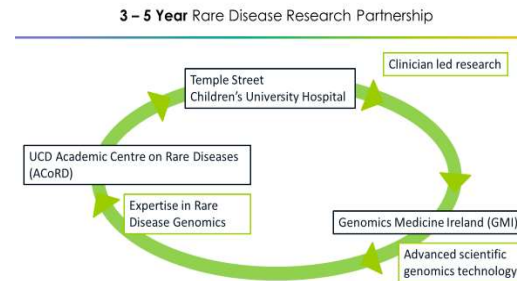 3 – 5 Year Rare Disease Research Partnership
Clinician led research
Temple Street
Children's University Hospital
UCD Academic Centre on Rare Diseases
(ACoRD)
Expertise in Rare
Disease Genomics
Genomics Medicine Ireland (GMI)
Advanced scientific
genomics technology